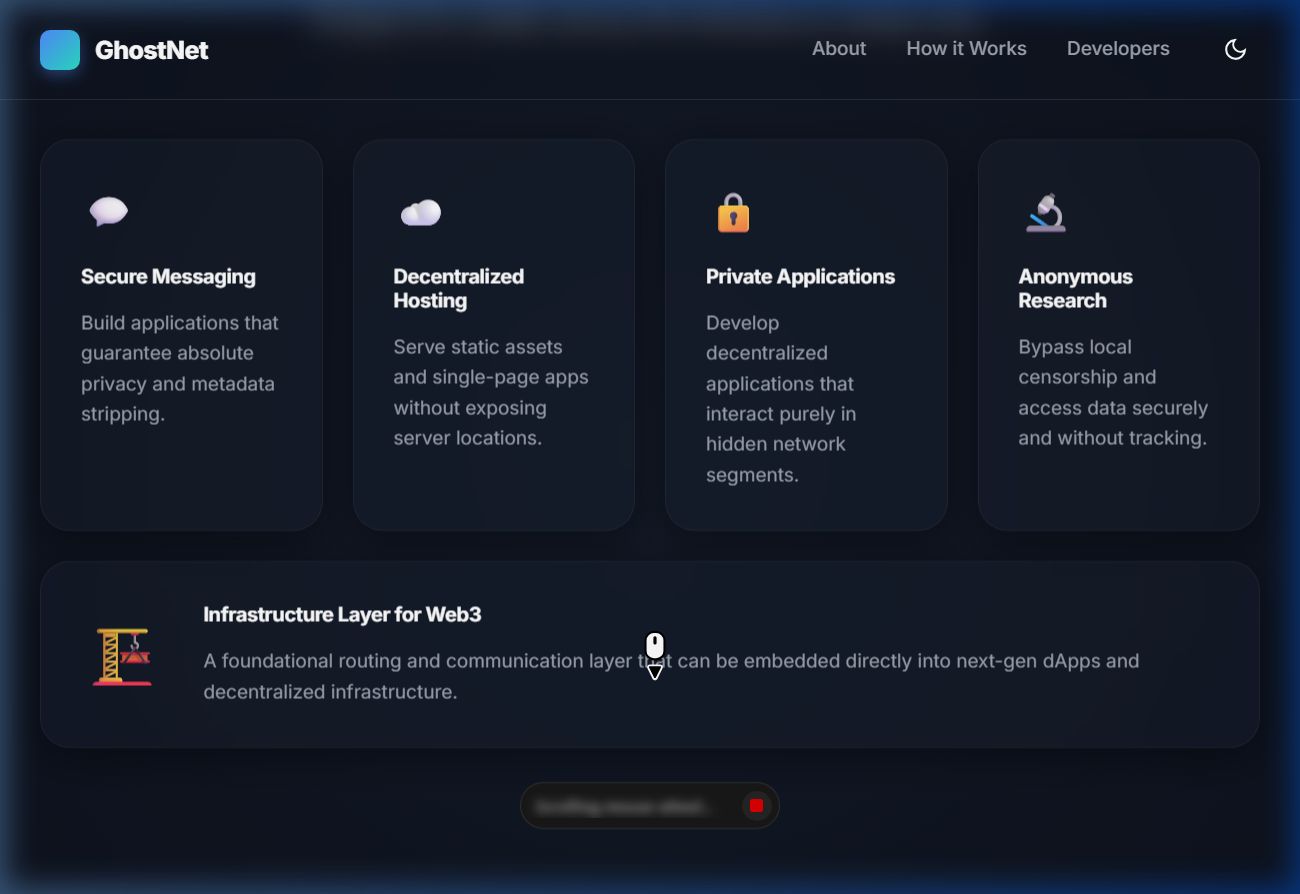 GhostNet
About
How it Works
Developers
Secure Messaging
Build applications that
guarantee absolute
privacy and metadata
stripping.
Decentralized
Hosting
Serve static assets
and single-page apps
without exposing
server locations.
Private Applications
Develop
decentralized
applications that
interact purely in
hidden network
segments.
Anonymous
Research
Bypass local
censorship and
access data securely
and without tracking.
Infrastructure Layer for Web3
A foundational routing and communication layer that can be embedded directly into next-gen dApps and
decentralized infrastructure.